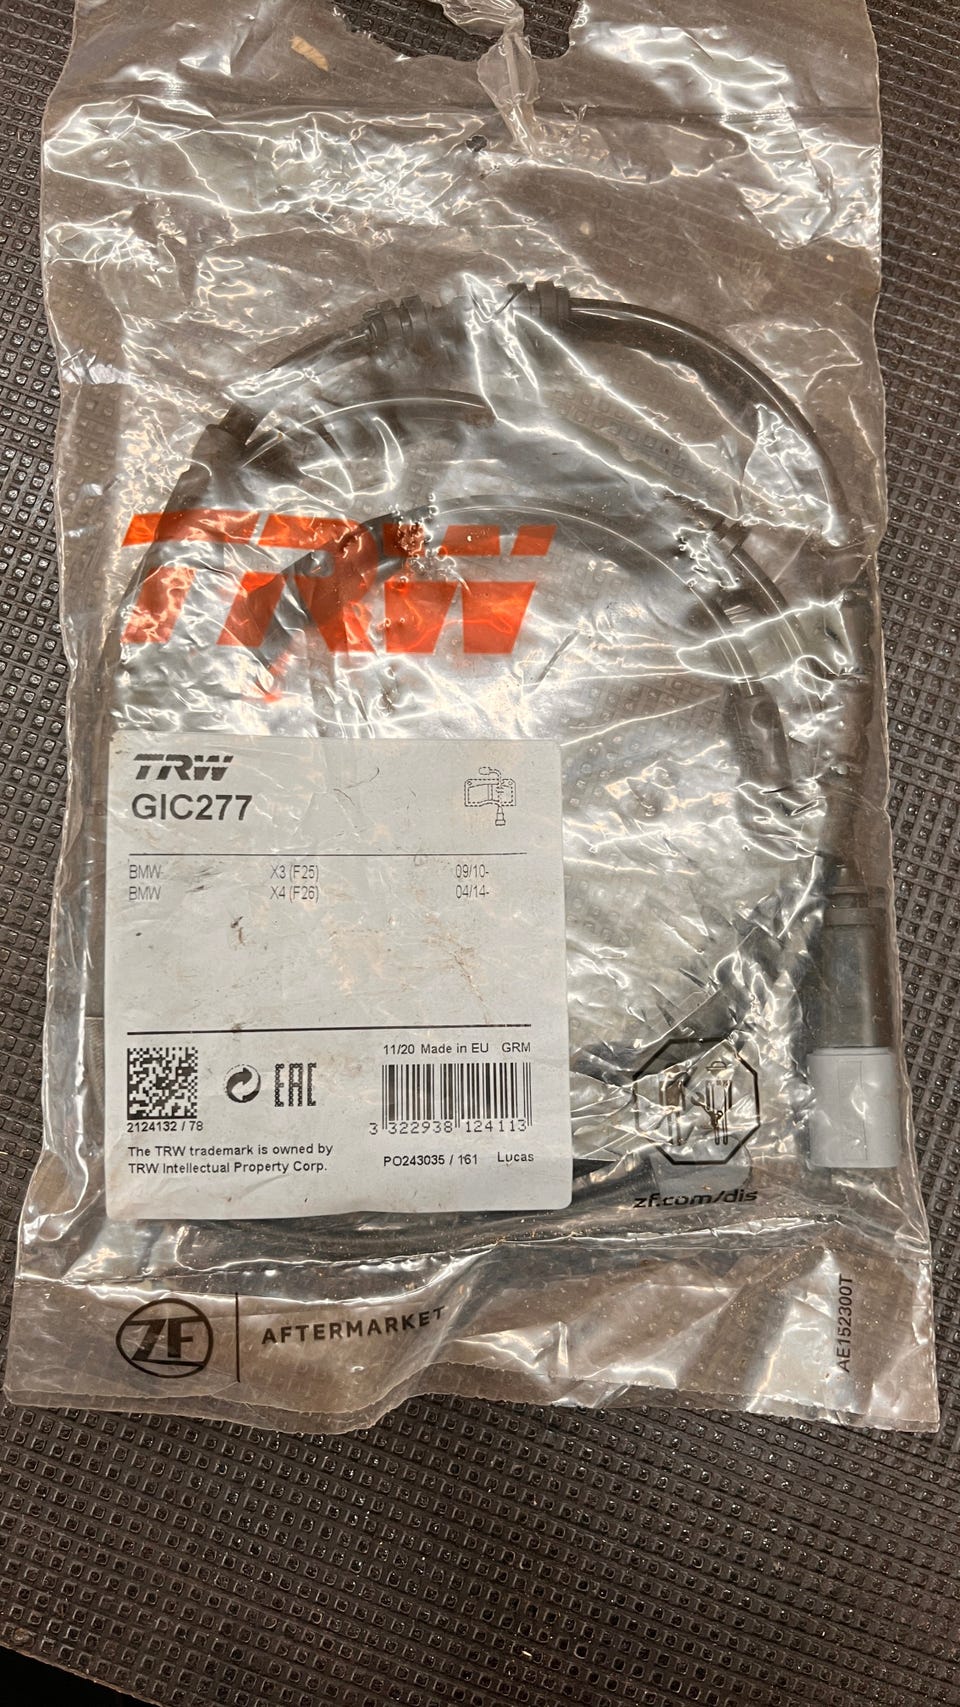 TRW
TRW
GIC277
BMW X3 (F25) 09/10-
BMW X4 (F26) 04/14-
11/20 Made in EU GRM
EAC
2124132 / 78
3 322938 124113
The TRW trademark is owned by
TRW Intellectual Property Corp.
PO243035 / 161 Lucas
zf.com/dis
ZF AFTERMARKET
AE152300T